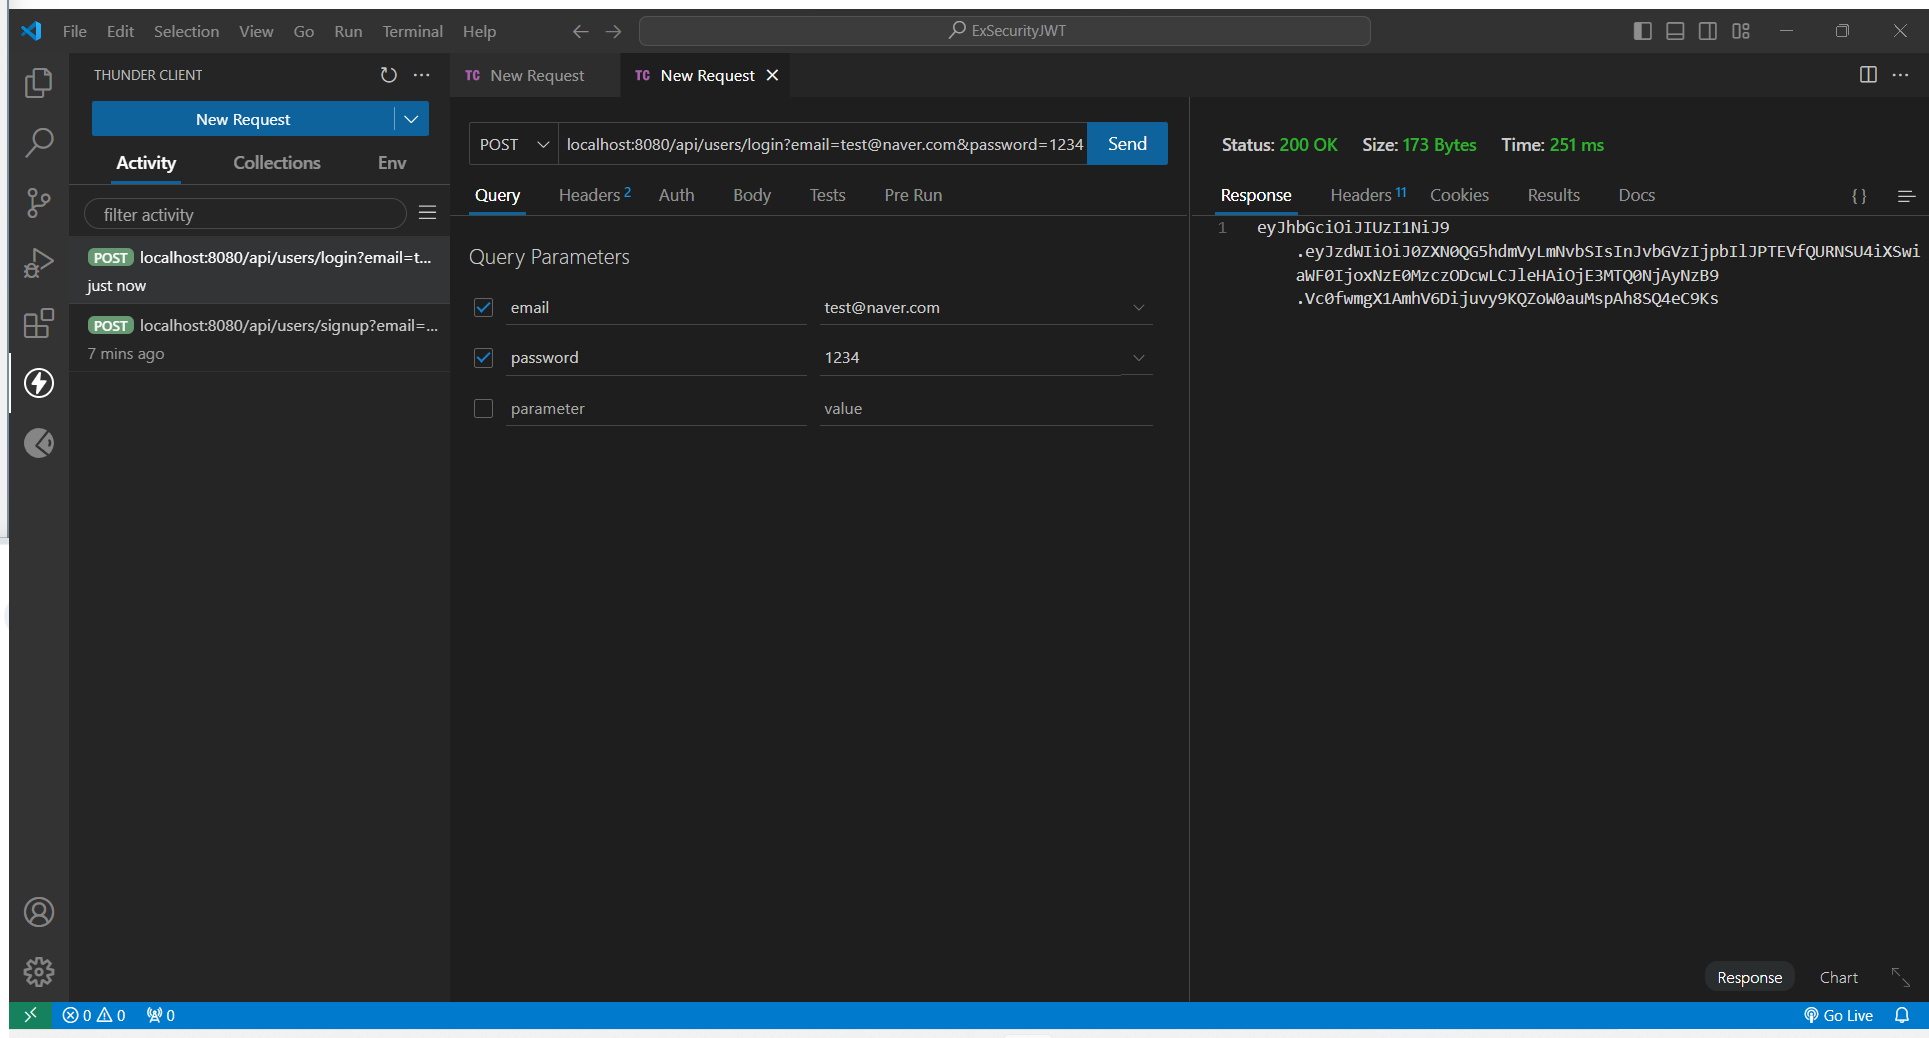 File Edit Selection View Go Run Terminal Help
ExSecurityJWT
THUNDER CLIENT
New Request
Activity Collections Env
filter activity
POST localhost:8080/api/users/login?email=t...
just now
POST localhost:8080/api/users/signup?email=...
7 mins ago
TC New Request
TC New Request
POST
localhost:8080/api/users/login?email=test@naver.com&password=1234
Send
Query Headers 2 Auth Body Tests Pre Run
Query Parameters
email test@naver.com
password 1234
parameter value
Status: 200 OK Size: 173 Bytes Time: 251 ms
Response Headers 11 Cookies Results Docs {}
1 eyJhbGciOiJIUzI1NiJ9
.eyJzdWIiOiJ0ZXN0QG5hdmVyLmNvbSIsInJvbGVzIjpbIlJPTEVfQURNSU4iXSwi
aWF0IjoxNzE0MzczODcwLCJleHAiOjE3MTQ0NjAyNzB9
.Vc0fwmgX1AmhV6Dijuvy9KQZoW0auMspAh8SQ4eC9Ks
Response Chart
0 0 0
Go Live